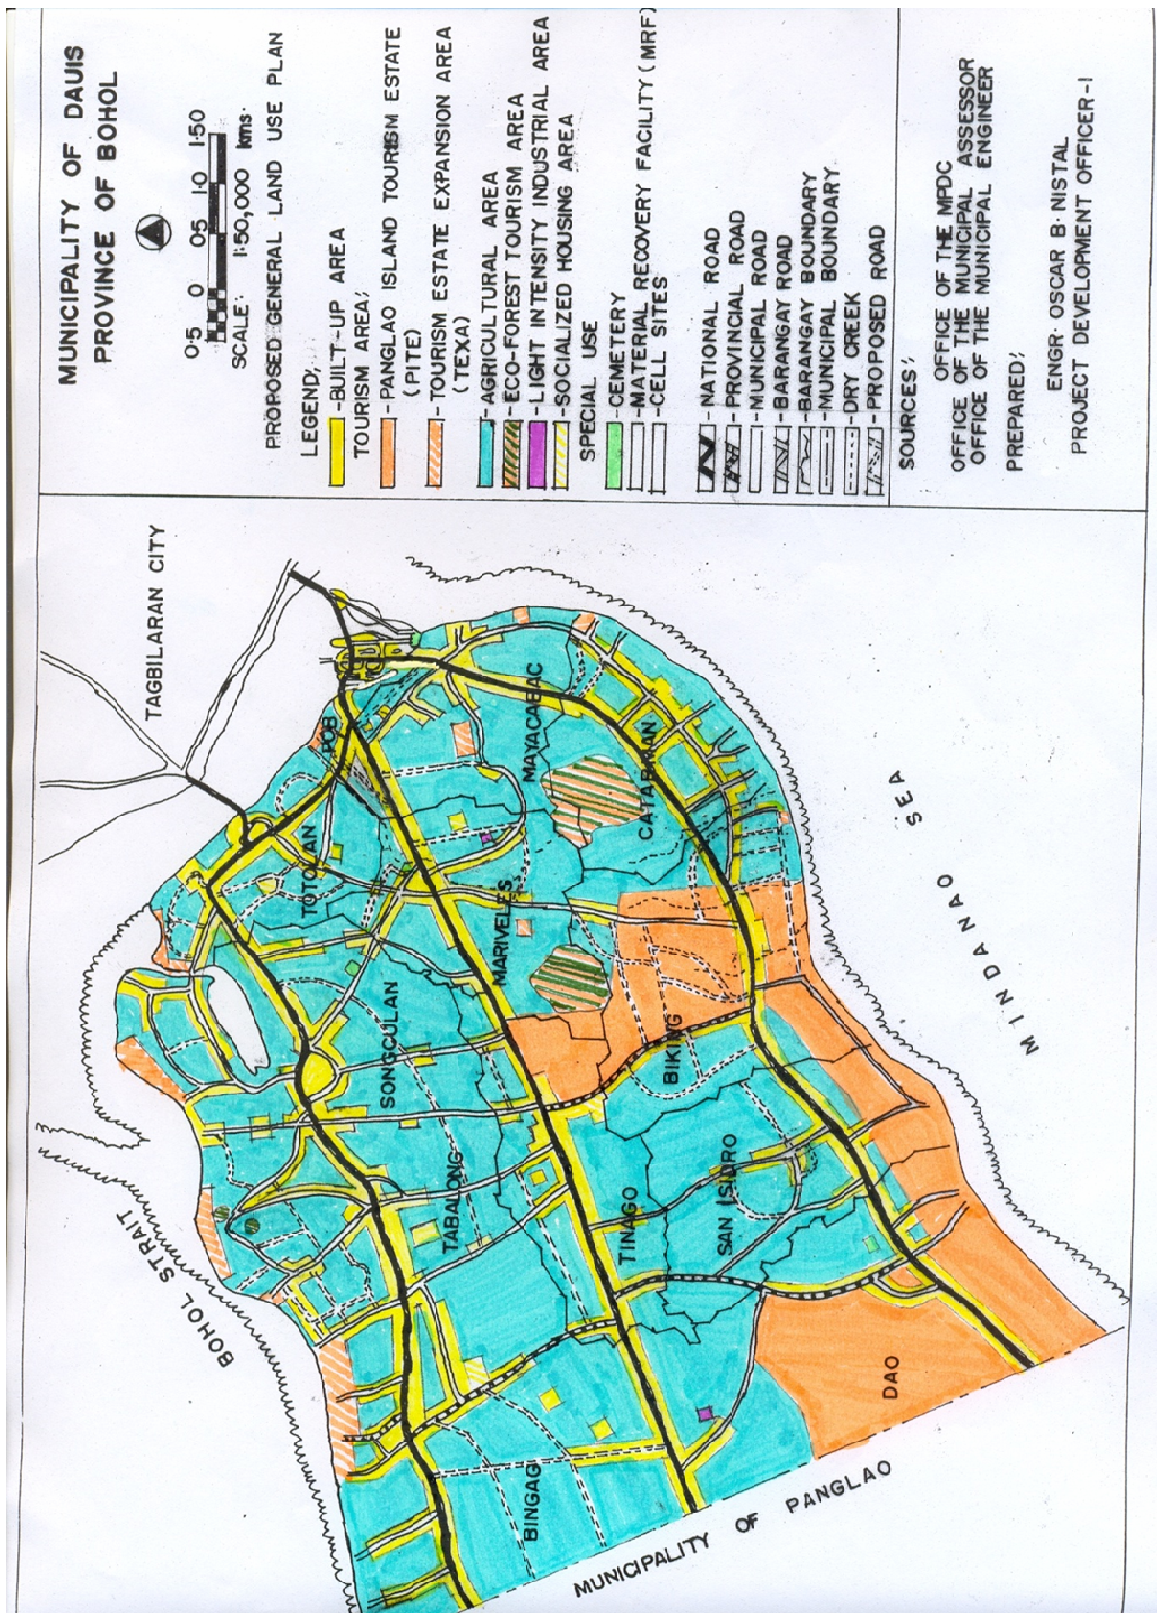 MUNICIPALITY OF DAUIS
PROVINCE OF BOHOL
0·5 0 0·5 1·0 1·50
SCALE: 1:50,000 kms·
PROPOSED GENERAL LAND USE PLAN
LEGEND;
-BUILT-UP AREA
TOURISM AREA;
-PANGLAO ISLAND TOURISM ESTATE
(PITE)
-TOURISM ESTATE EXPANSION AREA
(TEXA)
-AGRICULTURAL AREA
-ECO-FOREST TOURISM AREA
-LIGHT INTENSITY INDUSTRIAL AREA
-SOCIALIZED HOUSING AREA
SPECIAL USE
-CEMETERY
-MATERIAL RECOVERY FACILITY (MRF)
-CELL SITES
-NATIONAL ROAD
-PROVINCIAL ROAD
-MUNICIPAL ROAD
-BARANGAY ROAD
-BARANGAY BOUNDARY
-MUNICIPAL BOUNDARY
-DRY CREEK
-PROPOSED ROAD
SOURCES;
OFFICE OF THE MPDC
OFFICE OF THE MUNICIPAL ASSESSOR
OFFICE OF THE MUNICIPAL ENGINEER
PREPARED;
ENGR· OSCAR B· NISTAL
PROJECT DEVELOPMENT OFFICER-I
TAGBILARAN CITY
POB
TOTOLAN
MAYACABAC
CATARMAN
MARIVELES
SONGCULAN
BIKING
TABALONG
TINAGO
SAN ISIDRO
DAO
BINGAG
BOHOL STRAIT
MINDANAO SEA
MUNICIPALITY OF PANGLAO